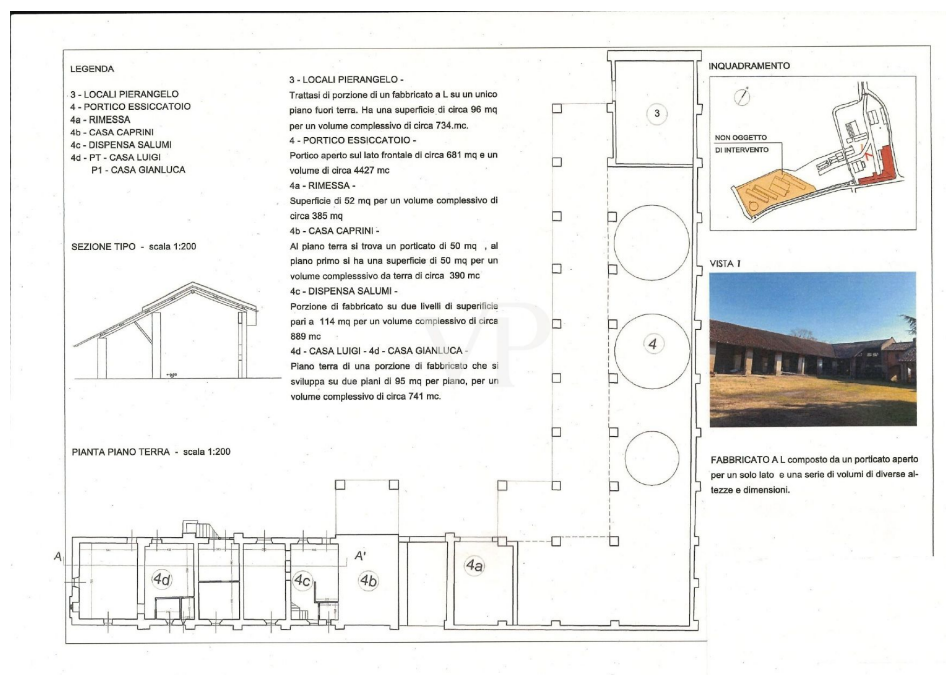 LEGENDA
3 - LOCALI PIERANGELO
4 - PORTICO ESSICCATOIO
4a - RIMESSA
4b - CASA CAPRINI
4c - DISPENSA SALUMI
4d - PT - CASA LUIGI
P1 - CASA GIANLUCA
SEZIONE TIPO - scala 1:200
3 - LOCALI PIERANGELO -
Trattasi di porzione di un fabbricato a L su un unico
piano fuori terra. Ha una superficie di circa 96 mq
per un volume complessivo di circa 734.mc.
4 - PORTICO ESSICCATOIO -
Portico aperto sul lato frontale di circa 681 mq e un
volume di circa 4427 mc
4a - RIMESSA -
Superficie di 52 mq per un volume complessivo di
circa 385 mq
4b - CASA CAPRINI -
Al piano terra si trova un porticato di 50 mq , al
piano primo si ha una superficie di 50 mq per un
volume complesssivo da terra di circa 390 mc
4c - DISPENSA SALUMI -
Porzione di fabbricato su due livelli di superificie
pari a 114 mq per un volume complessivo di circa
889 mc
4d - CASA LUIGI - 4d - CASA GIANLUCA -
Piano terra di una porzione di fabbricato che si
sviluppa su due piani di 95 mq per piano, per un
volume complessivo di circa 741 mc.
VP
PIANTA PIANO TERRA - scala 1:200
A
A'
4d
4c
4b
4a
3
4
INQUADRAMENTO
NON OGGETTO
DI INTERVENTO
VISTA 1
FABBRICATO A L composto da un porticato aperto
per un solo lato e una serie di volumi di diverse al-
tezze e dimensioni.